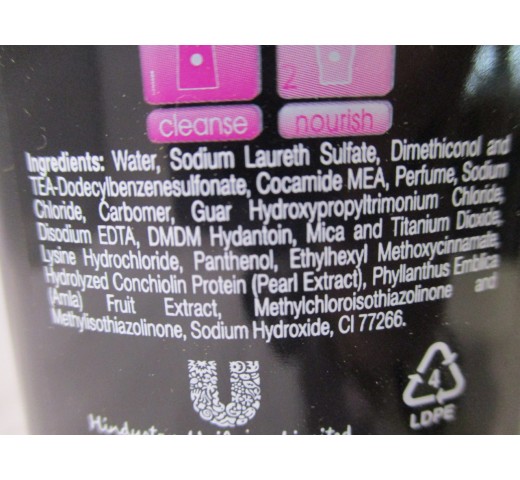 2
cleanse nourish
Ingredients: Water, Sodium Laureth Sulfate, Dimethiconol and
TEA-Dodecylbenzenesulfonate, Cocamide MEA, Perfume, Sodium
Chloride, Carbomer, Guar Hydroxypropyltrimonium Chloride,
Disodium EDTA, DMDM Hydantoin, Mica and Titanium Dioxide,
Lysine Hydrochloride, Panthenol, Ethylhexyl Methoxycinnamate,
Hydrolyzed Conchiolin Protein (Pearl Extract), Phyllanthus Emblica
(Amla) Fruit Extract, Methylchloroisothiazolinone and
Methylisothiazolinone, Sodium Hydroxide, CI 77266.
4
LDPE